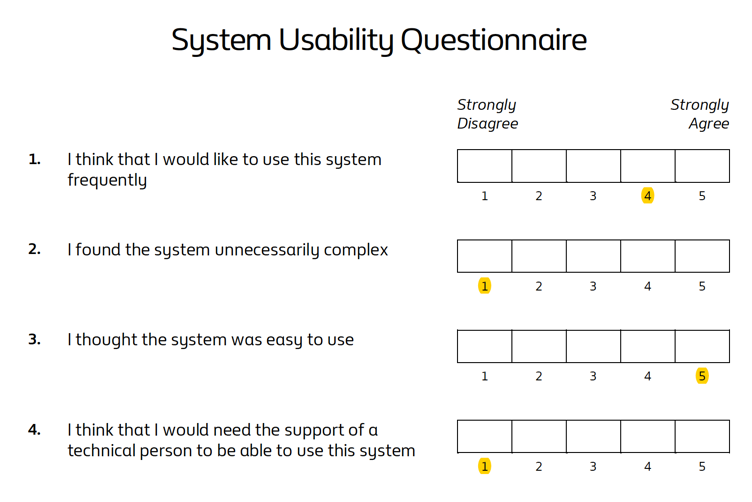 System Usability Questionnaire
Strongly Disagree
Strongly Agree
1. I think that I would like to use this system
frequently
1 2 3 4 5
2. I found the system unnecessarily complex
1 2 3 4 5
3. I thought the system was easy to use
1 2 3 4 5
4. I think that I would need the support of a
technical person to be able to use this system
1 2 3 4 5